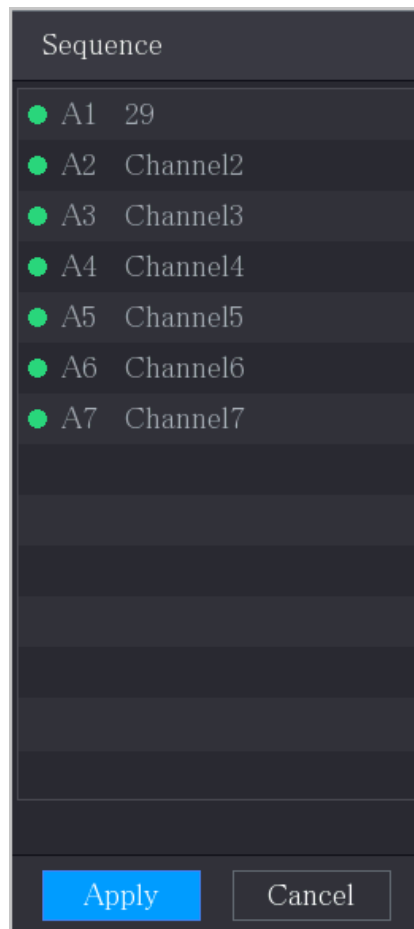 Sequence
A1 29
A2 Channel2
A3 Channel3
A4 Channel4
A5 Channel5
A6 Channel6
A7 Channel7
Apply Cancel